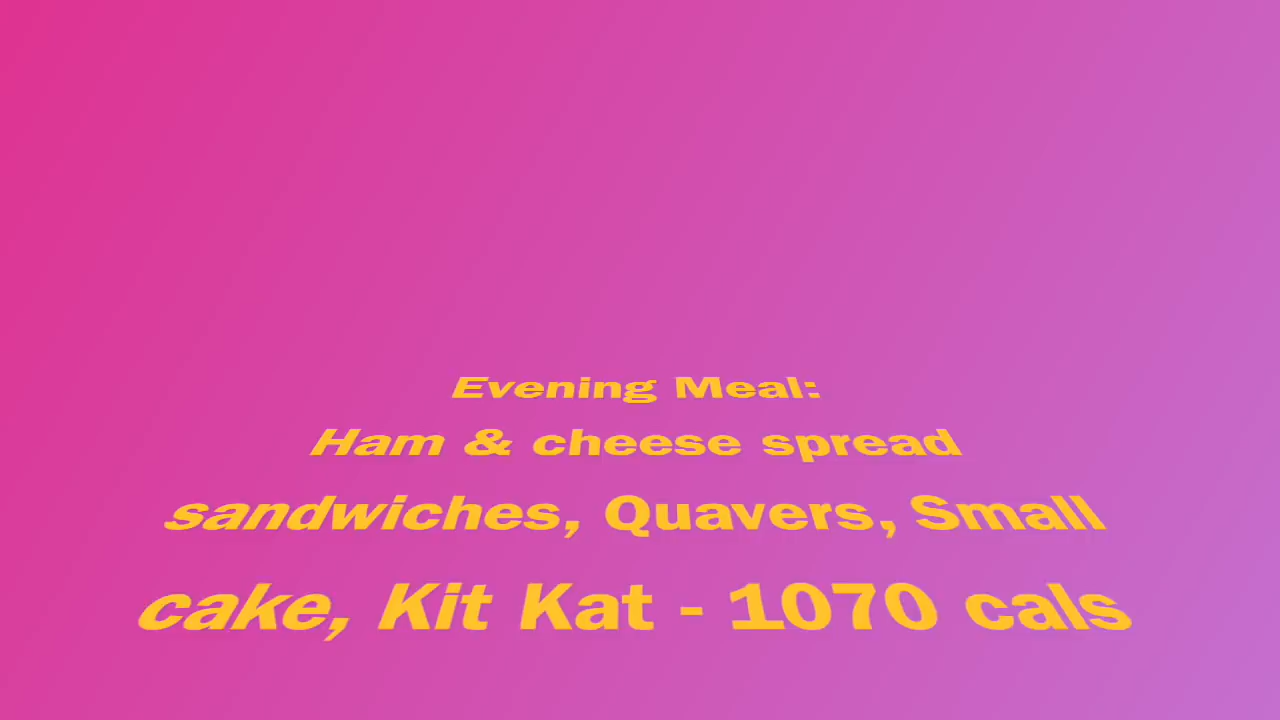 Evening Meal:
Ham & cheese spread
sandwiches, Quavers, Small
cake, Kit Kat - 1070 cals